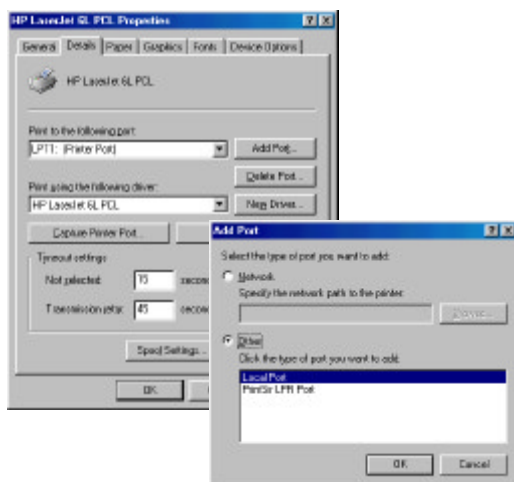 HP LaserJet 6L PCL Properties
General Details Paper Graphics Fonts Device Options
HP LaserJet 6L PCL
Print to the following port:
LPT1: (Printer Port)
Add Port...
Delete Port...
Print using the following driver:
HP LaserJet 6L PCL
New Driver...
Capture Printer Port...
Timeout settings
Not selected: 15 secon
Transmission retry: 45 secon
Spool Settings...
OK
Add Port
Select the type of port you want to add:
Network
Specify the network path to the printer:
Browse...
Other
Click the type of port you want to add:
Local Port
PrintSir LPR Port
OK Cancel